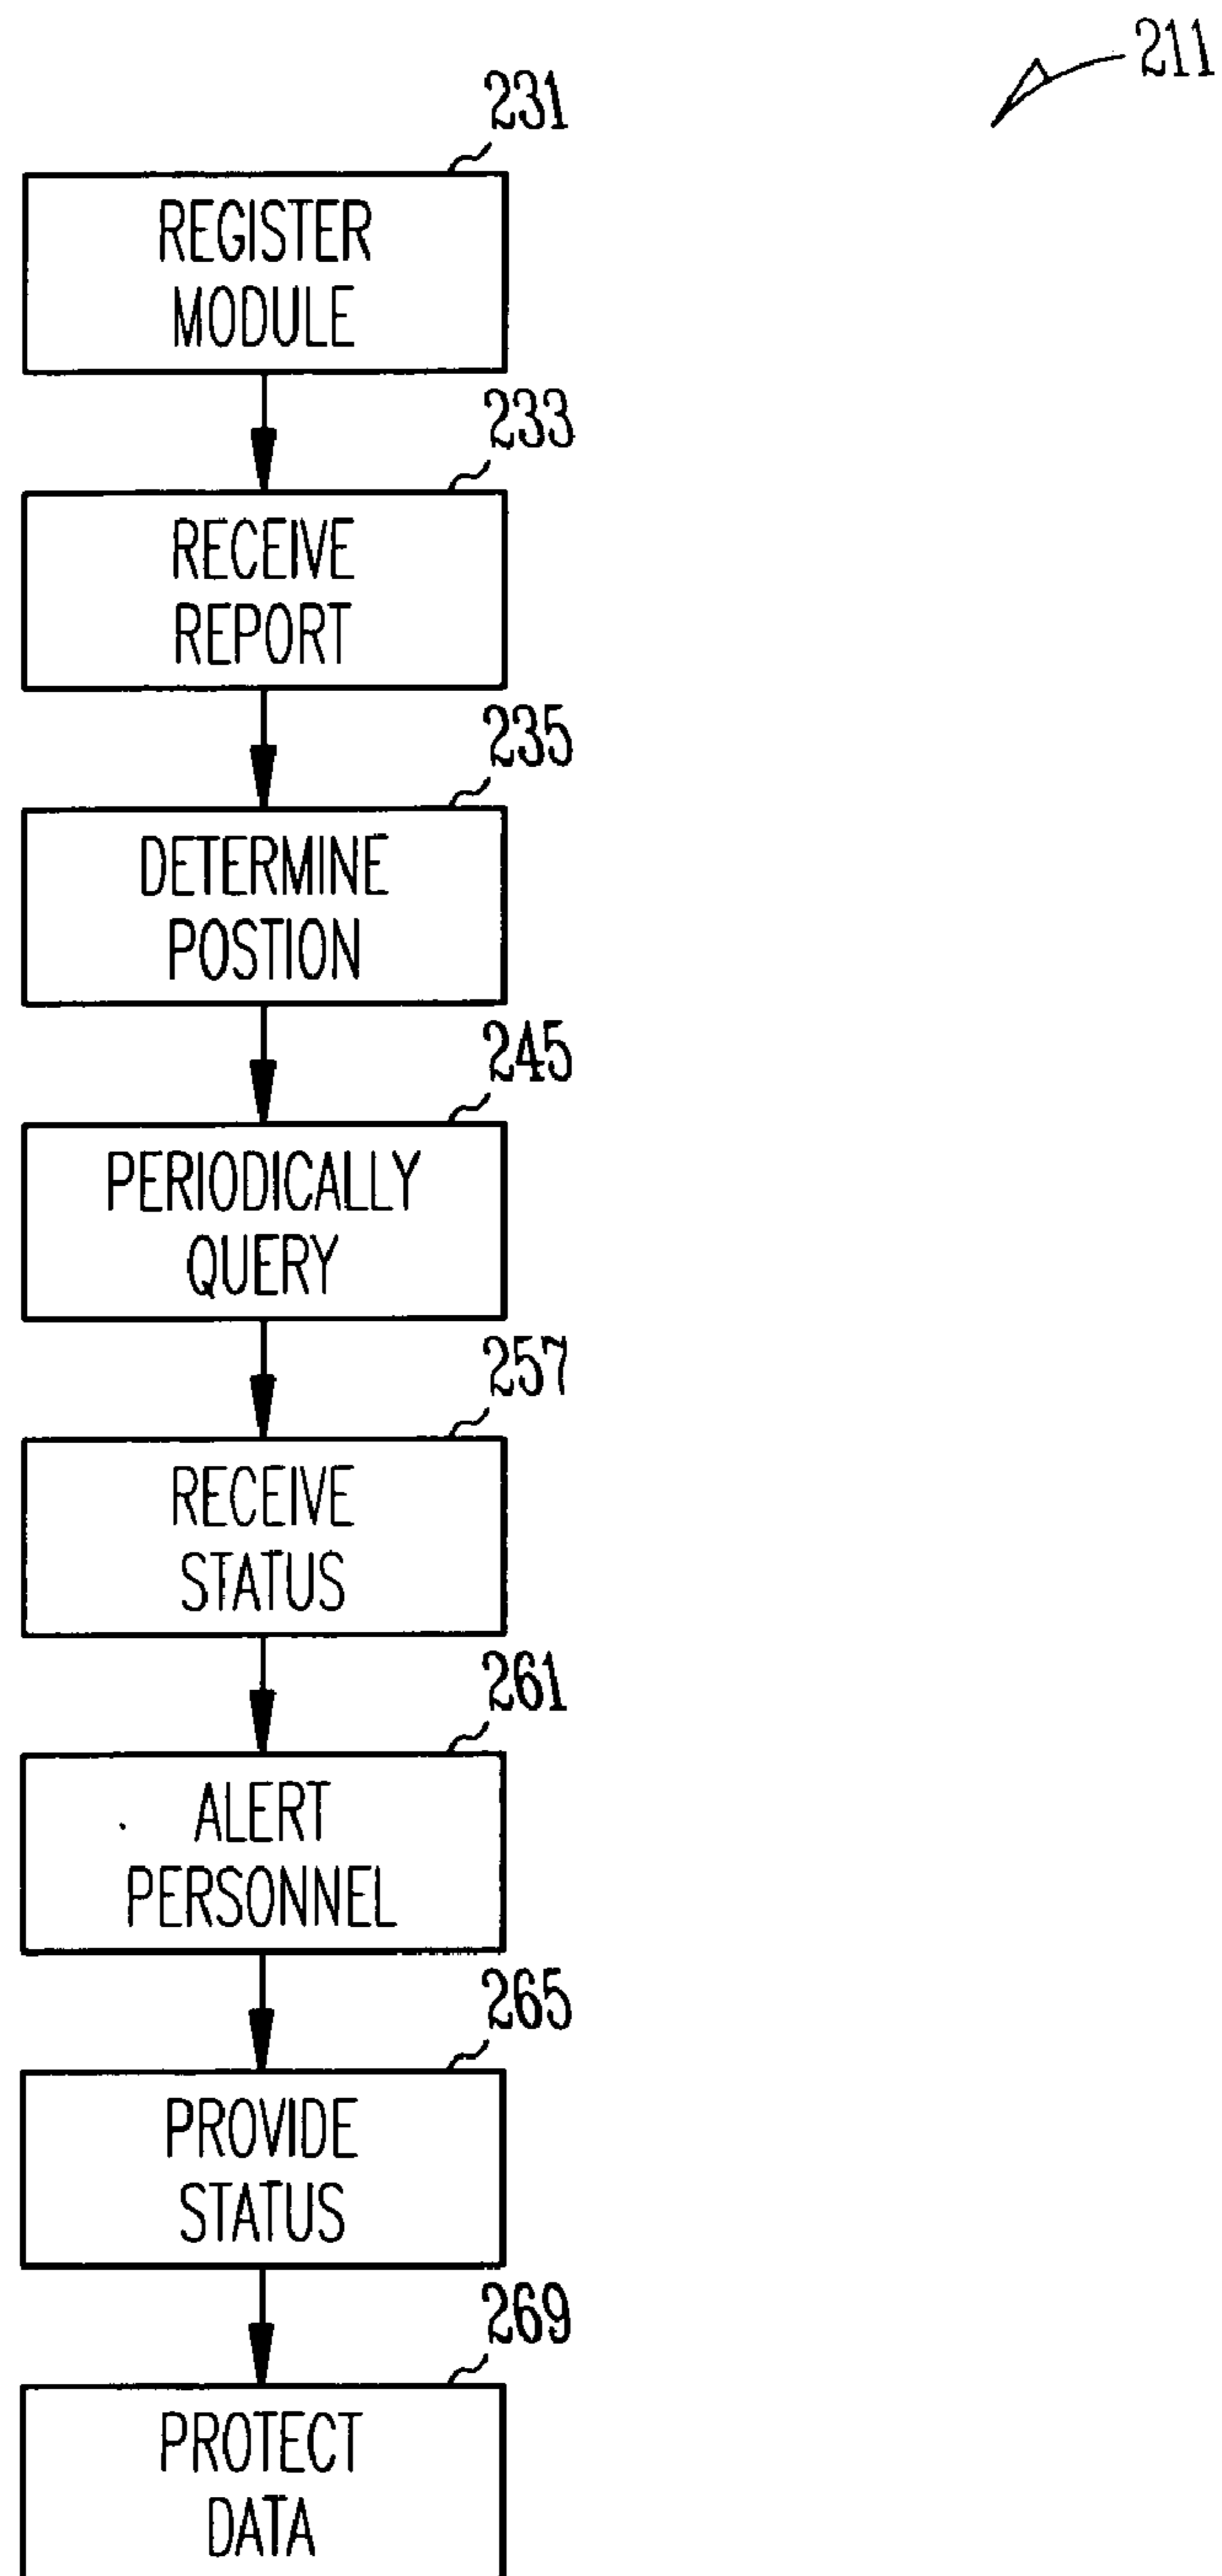 211
231
REGISTER
MODULE
233
RECEIVE
REPORT
235
DETERMINE
POSTION
245
PERIODICALLY
QUERY
257
RECEIVE
STATUS
261
ALERT
PERSONNEL
265
PROVIDE
STATUS
269
PROTECT
DATA